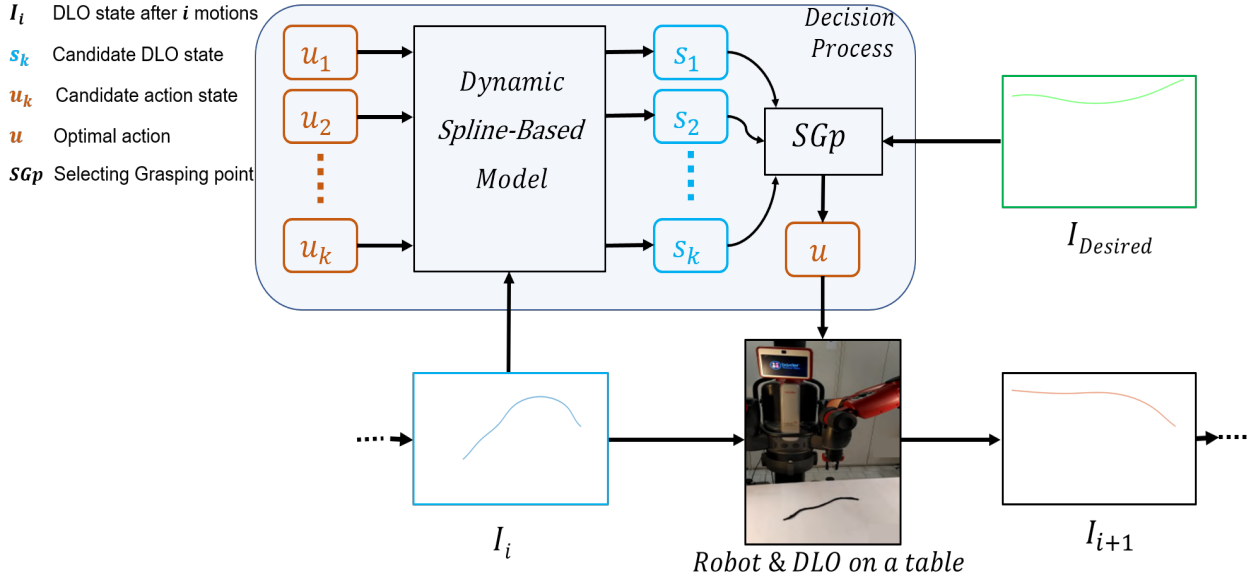 I_i DLO state after i motions
s_k Candidate DLO state
u_k Candidate action state
u Optimal action
SGp Selecting Grasping point
Decision
Process
u_1
u_2
u_k
Dynamic
Spline-Based
Model
s_1
s_2
s_k
SGp
u
I_Desired
I_i
Robot & DLO on a table
I_{i+1}